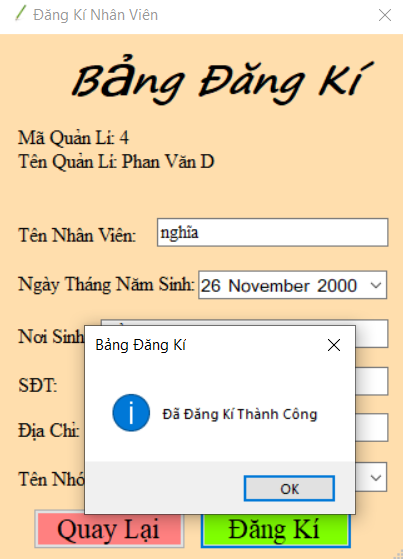 Đăng Kí Nhân Viên
Bảng Đăng Kí
Mã Quản Lí: 4
Tên Quản Lí: Phan Văn D
Tên Nhân Viên: nghĩa
Ngày Tháng Năm Sinh: 26 November 2000
Nơi Sinh
Bảng Đăng Kí
Đã Đăng Kí Thành Công
OK
SĐT:
Địa Chỉ:
Tên Nhó
Quay Lại Đăng Kí